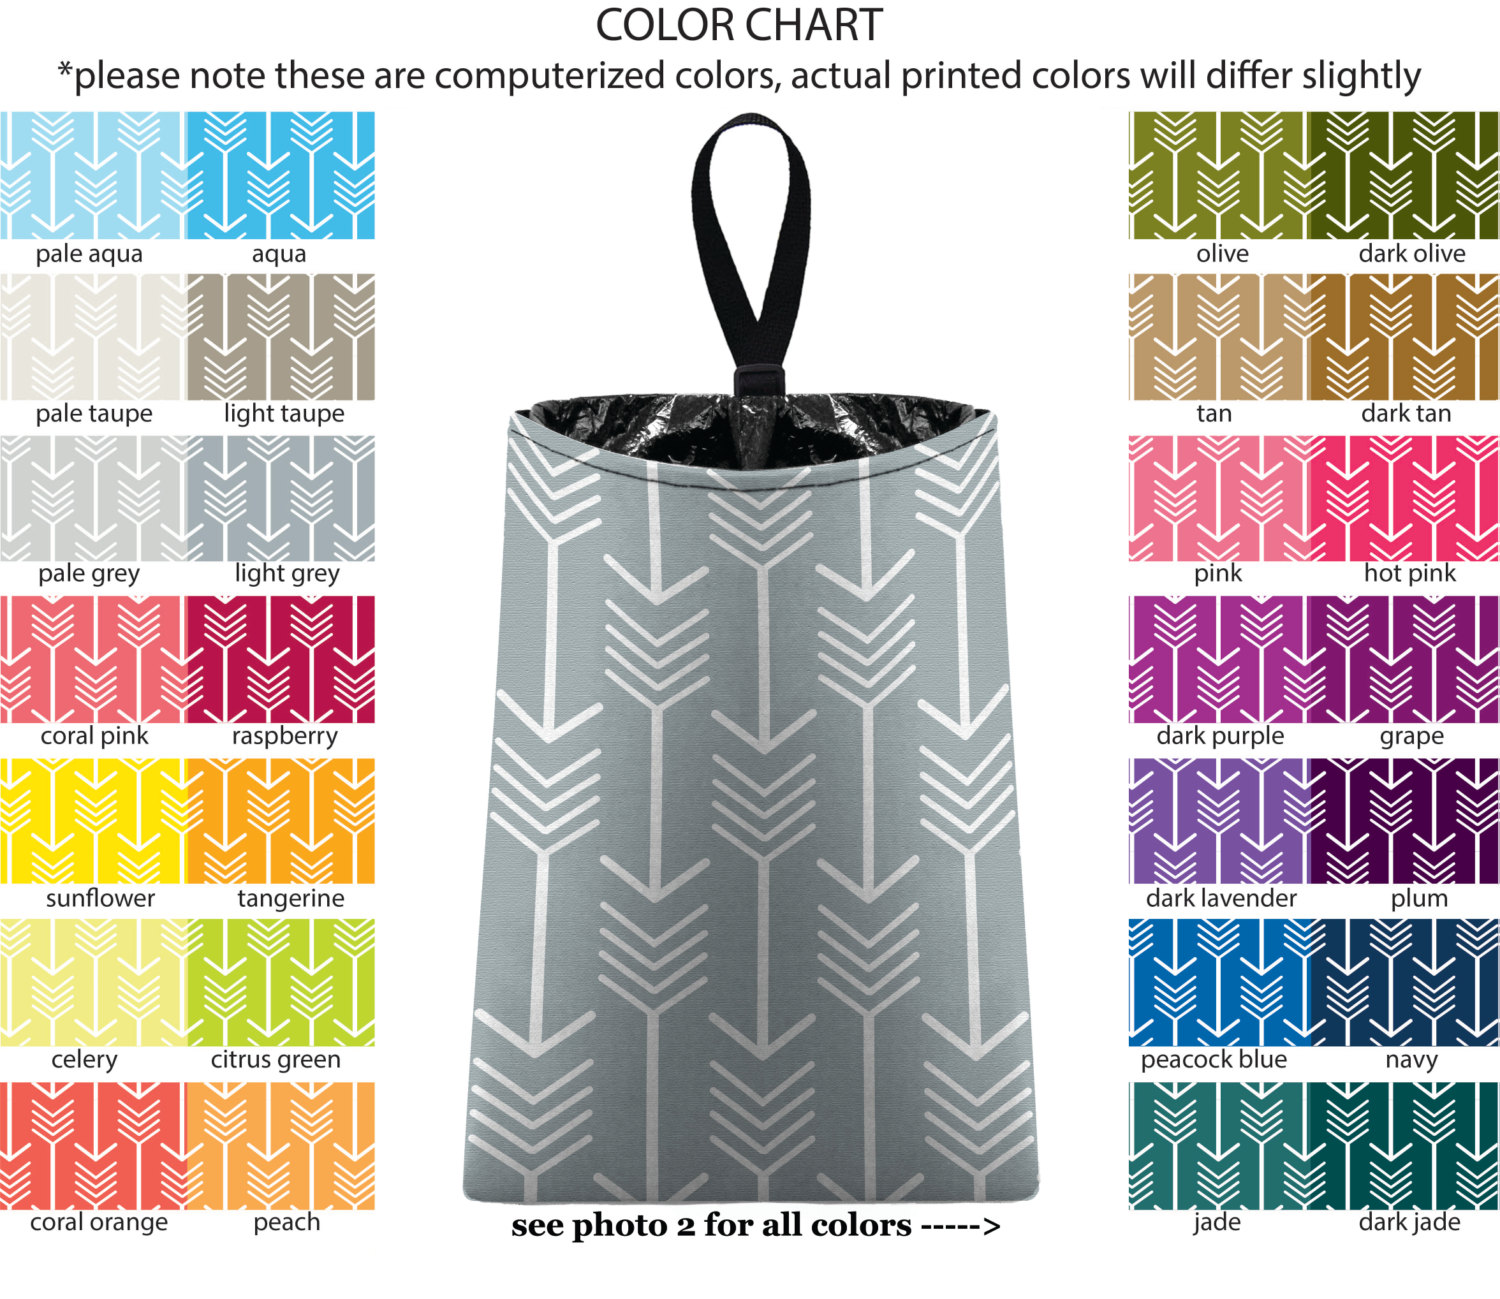 COLOR CHART
*please note these are computerized colors, actual printed colors will differ slightly
pale aqua aqua
olive dark olive
pale taupe light taupe
tan dark tan
pale grey light grey
pink hot pink
coral pink raspberry
dark purple grape
sunflower tangerine
dark lavender plum
celery citrus green
peacock blue navy
coral orange peach
jade dark jade
see photo 2 for all colors ----->